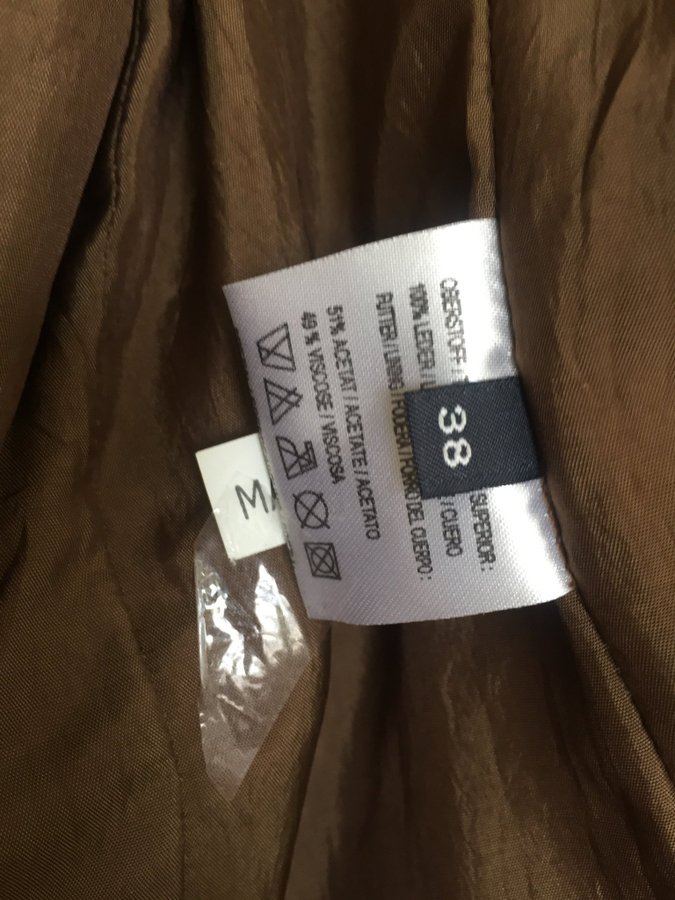 OBERSTOFF / SUPERIOR:
100% LEDER / / CUERO
FUTTER / LINING / FODERA / FORRO DEL CUERPO:
51% ACETAT / ACETATE / ACETATO
49 % VISCOSE / VISCOSA
38
MA